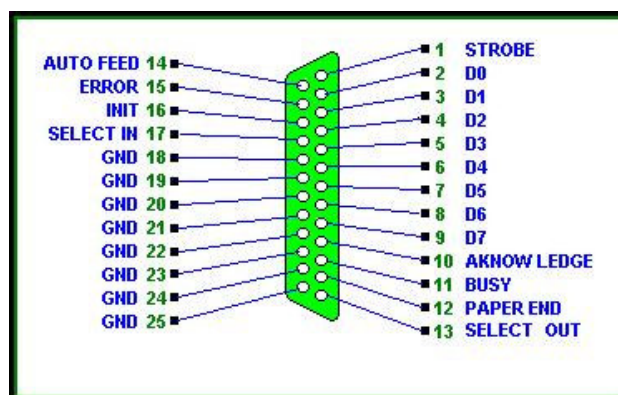 AUTO FEED 14
ERROR 15
INIT 16
SELECT IN 17
GND 18
GND 19
GND 20
GND 21
GND 22
GND 23
GND 24
GND 25
1 STROBE
2 D0
3 D1
4 D2
5 D3
6 D4
7 D5
8 D6
9 D7
10 AKNOW LEDGE
11 BUSY
12 PAPER END
13 SELECT OUT